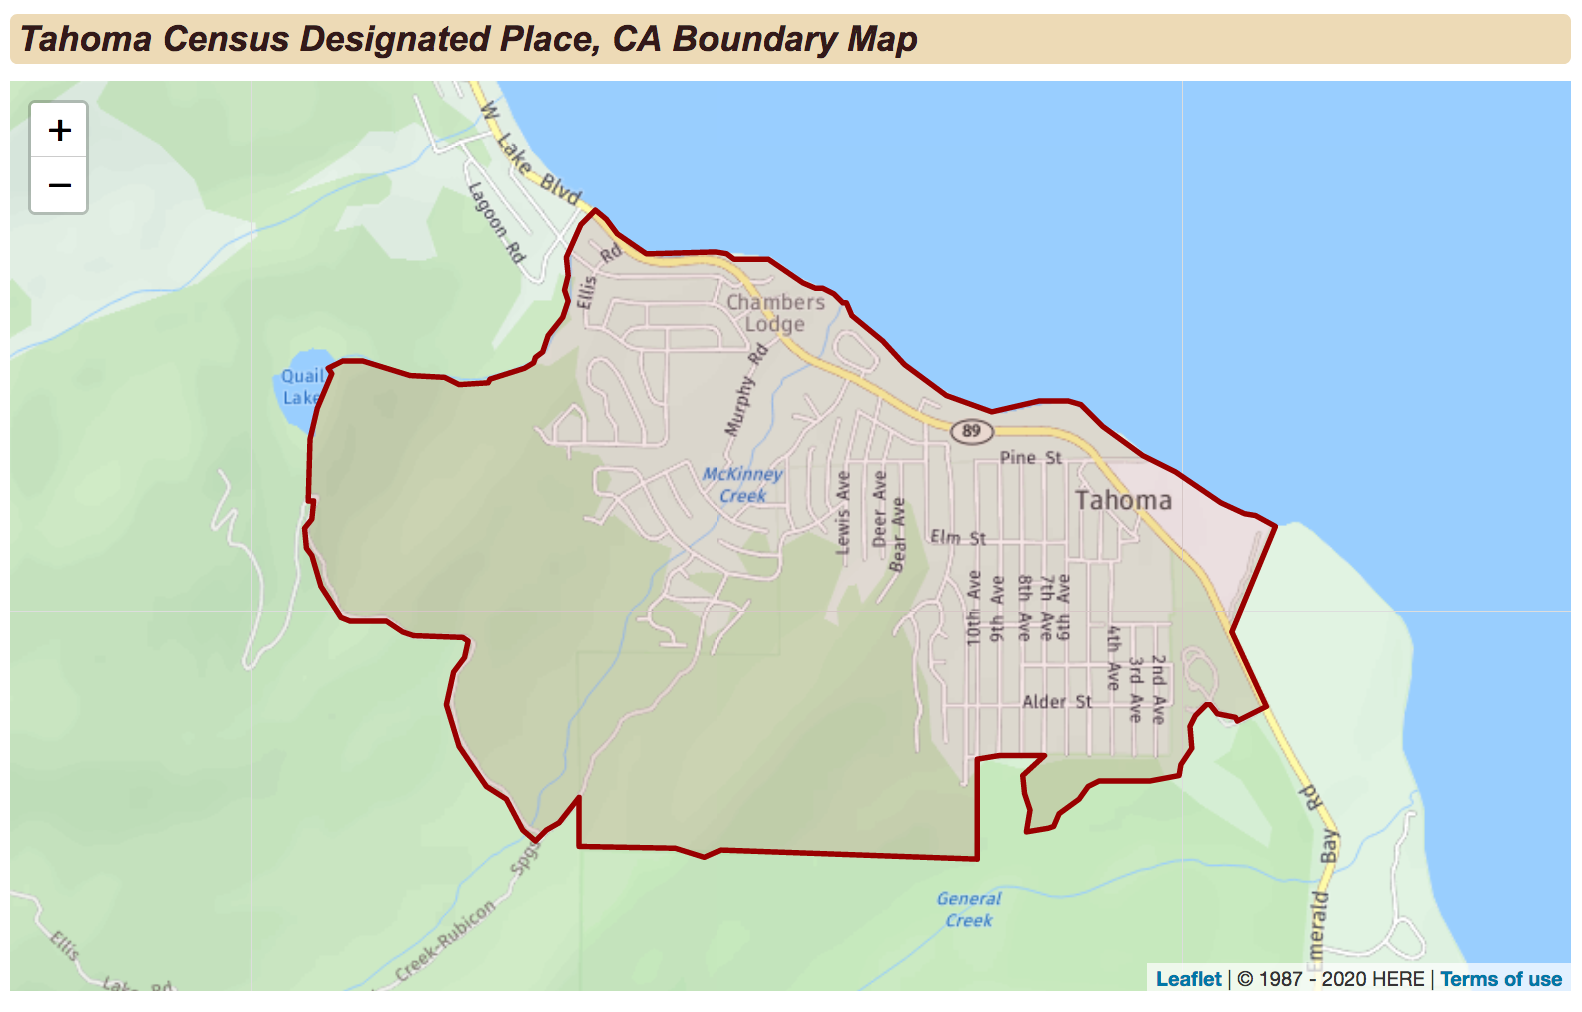 Tahoma Census Designated Place, CA Boundary Map
+
−
W Lake Blvd
Lagoon Rd
Ellis Rd
Chambers
Lodge
Murphy Rd
Quail
Lake
89
Pine St
Tahoma
McKinney
Creek
Lewis Ave
Deer Ave
Bear Ave
Elm St
10th Ave
9th Ave
8th Ave
7th Ave
6th Ave
4th Ave
3rd Ave
2nd Ave
Alder St
Emerald Bay Rd
General
Creek
Creek-Rubicon Spgs
Ellis Lake Rd
Leaflet | © 1987 - 2020 HERE | Terms of use